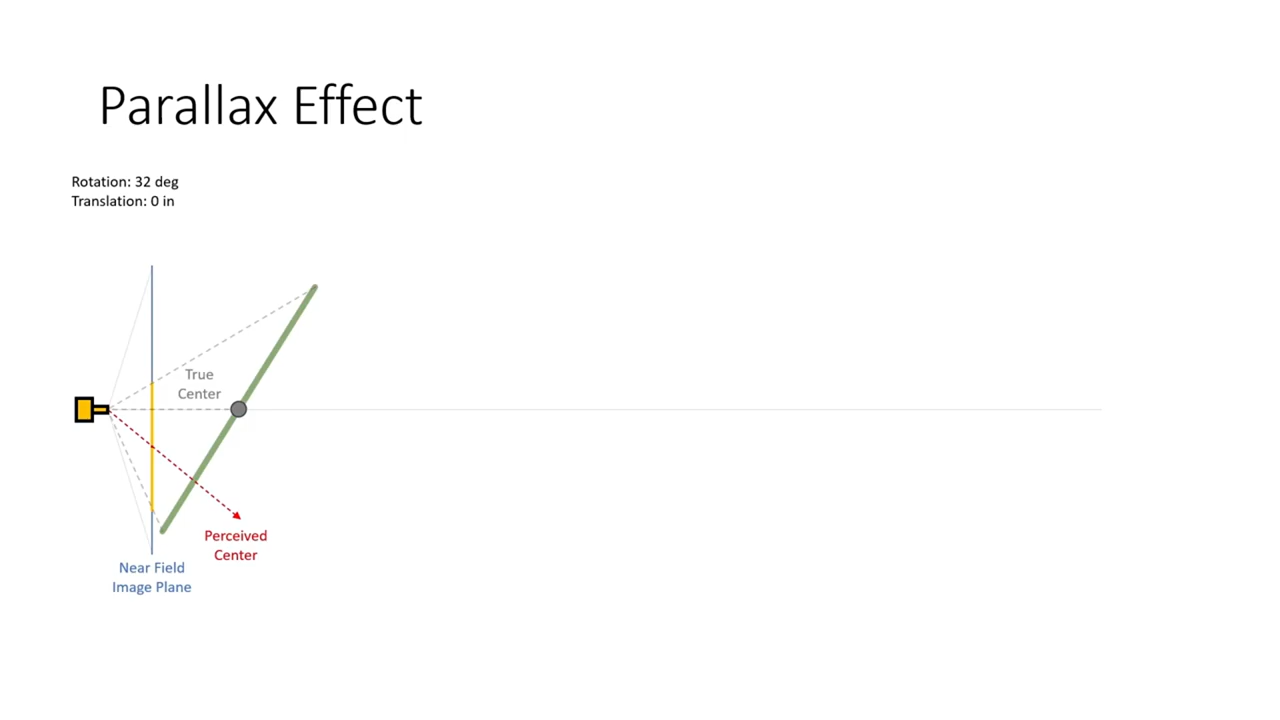 Parallax Effect
Rotation: 32 deg
Translation: 0 in
True
Center
Perceived
Center
Near Field
Image Plane